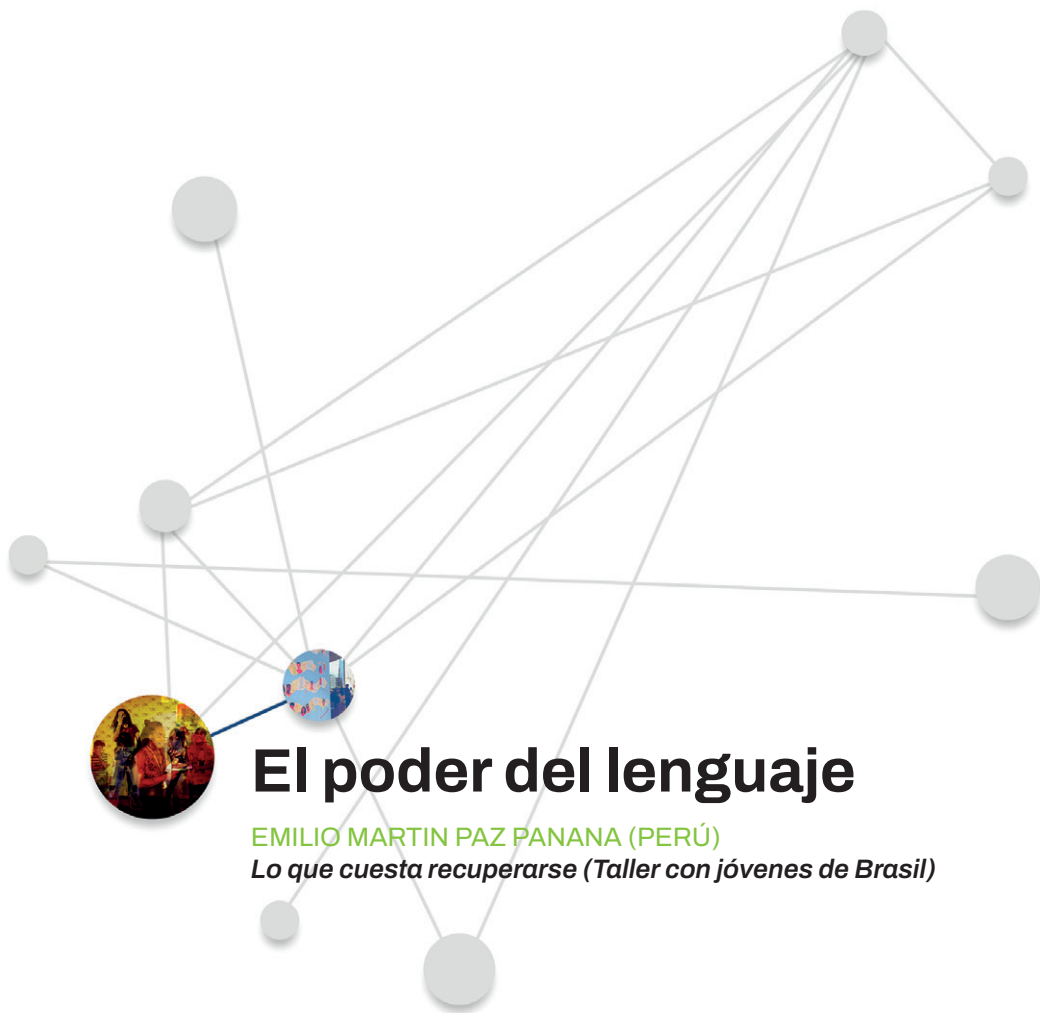 El poder del lenguaje
EMILIO MARTIN PAZ PANANA (PERÚ)
Lo que cuesta recuperarse (Taller con jóvenes de Brasil)